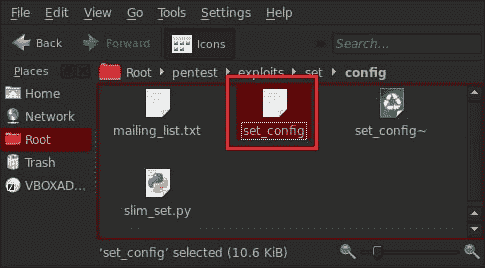 File Edit View Go Tools Settings Help
Back Forward Icons » Search...
Places Root pentest exploits set config
Home
Network
Root
Trash
VBOXAD...
mailing_list.txt set_config set_config~
slim_set.py
'set_config' selected (10.6 KiB)